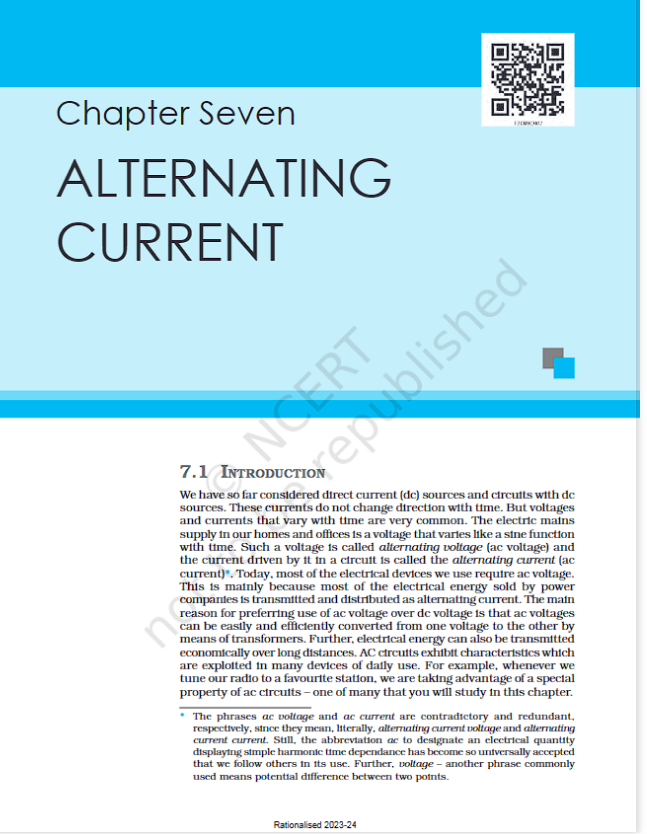 Chapter Seven
ALTERNATING
CURRENT
© NCERT
not to be republished
7.1 INTRODUCTION
We have so far considered direct current (dc) sources and circuits with dc
sources. These currents do not change direction with time. But voltages
and currents that vary with time are very common. The electric mains
supply in our homes and offices is a voltage that varies like a sine function
with time. Such a voltage is called alternating voltage (ac voltage) and
the current driven by it in a circuit is called the alternating current (ac
current)*. Today, most of the electrical devices we use require ac voltage.
This is mainly because most of the electrical energy sold by power
companies is transmitted and distributed as alternating current. The main
reason for preferring use of ac voltage over dc voltage is that ac voltages
can be easily and efficiently converted from one voltage to the other by
means of transformers. Further, electrical energy can also be transmitted
economically over long distances. AC circuits exhibit characteristics which
are exploited in many devices of daily use. For example, whenever we
tune our radio to a favourite station, we are taking advantage of a special
property of ac circuits – one of many that you will study in this chapter.
* The phrases ac voltage and ac current are contradictory and redundant,
respectively, since they mean, literally, alternating current voltage and alternating
current current. Still, the abbreviation ac to designate an electrical quantity
displaying simple harmonic time dependance has become so universally accepted
that we follow others in its use. Further, voltage – another phrase commonly
used means potential difference between two points.
Rationalised 2023-24